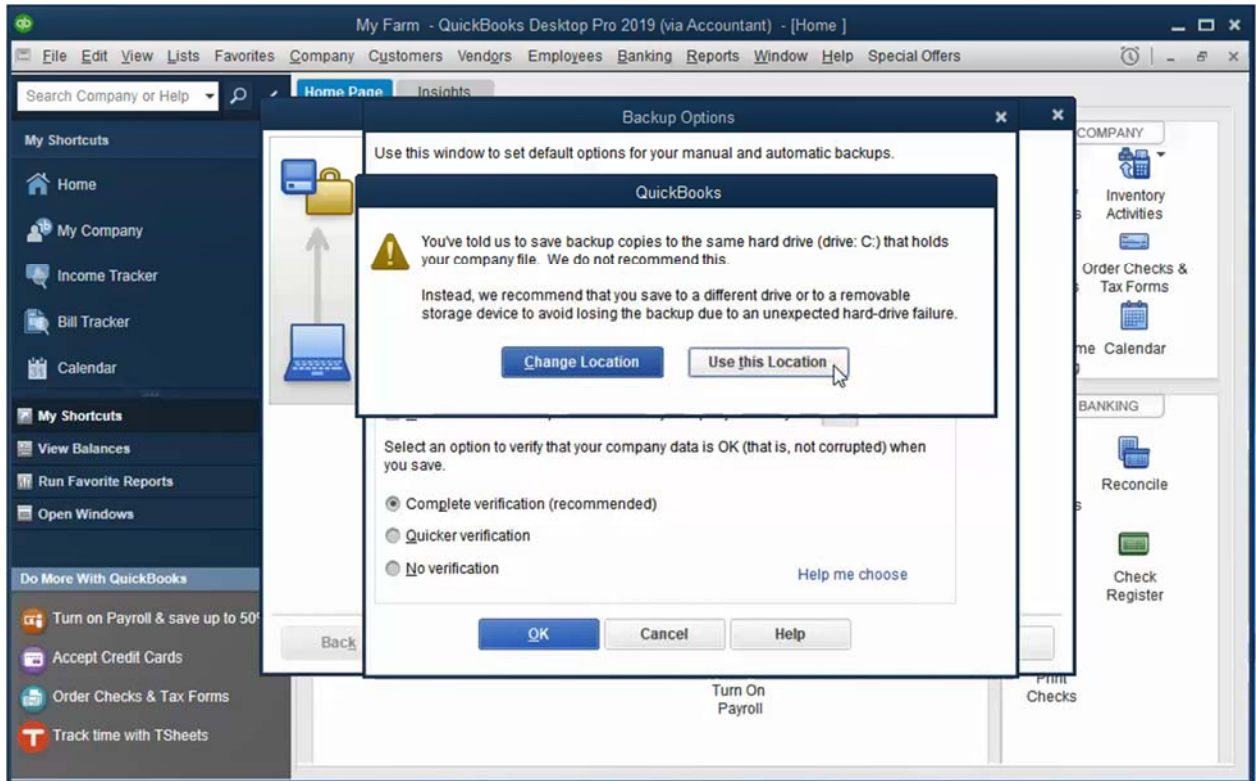 qb
My Farm - QuickBooks Desktop Pro 2019 (via Accountant) - [Home ]
File Edit View Lists Favorites Company Customers Vendors Employees Banking Reports Window Help Special Offers
Search Company or Help
Home Page Insights
My Shortcuts
Home
My Company
Income Tracker
Bill Tracker
Calendar
My Shortcuts
View Balances
Run Favorite Reports
Open Windows
Do More With QuickBooks
Turn on Payroll & save up to 50
Accept Credit Cards
Order Checks & Tax Forms
Track time with TSheets
Backup Options
Use this window to set default options for your manual and automatic backups.
QuickBooks
You've told us to save backup copies to the same hard drive (drive: C:) that holds
your company file. We do not recommend this.
Instead, we recommend that you save to a different drive or to a removable
storage device to avoid losing the backup due to an unexpected hard-drive failure.
Change Location Use this Location
Select an option to verify that your company data is OK (that is, not corrupted) when
you save.
Complete verification (recommended)
Quicker verification
No verification
Help me choose
OK Cancel Help
Back
Turn On
Payroll
COMPANY
Inventory
Activities
Order Checks &
Tax Forms
Calendar
BANKING
Reconcile
Check
Register
Print
Checks